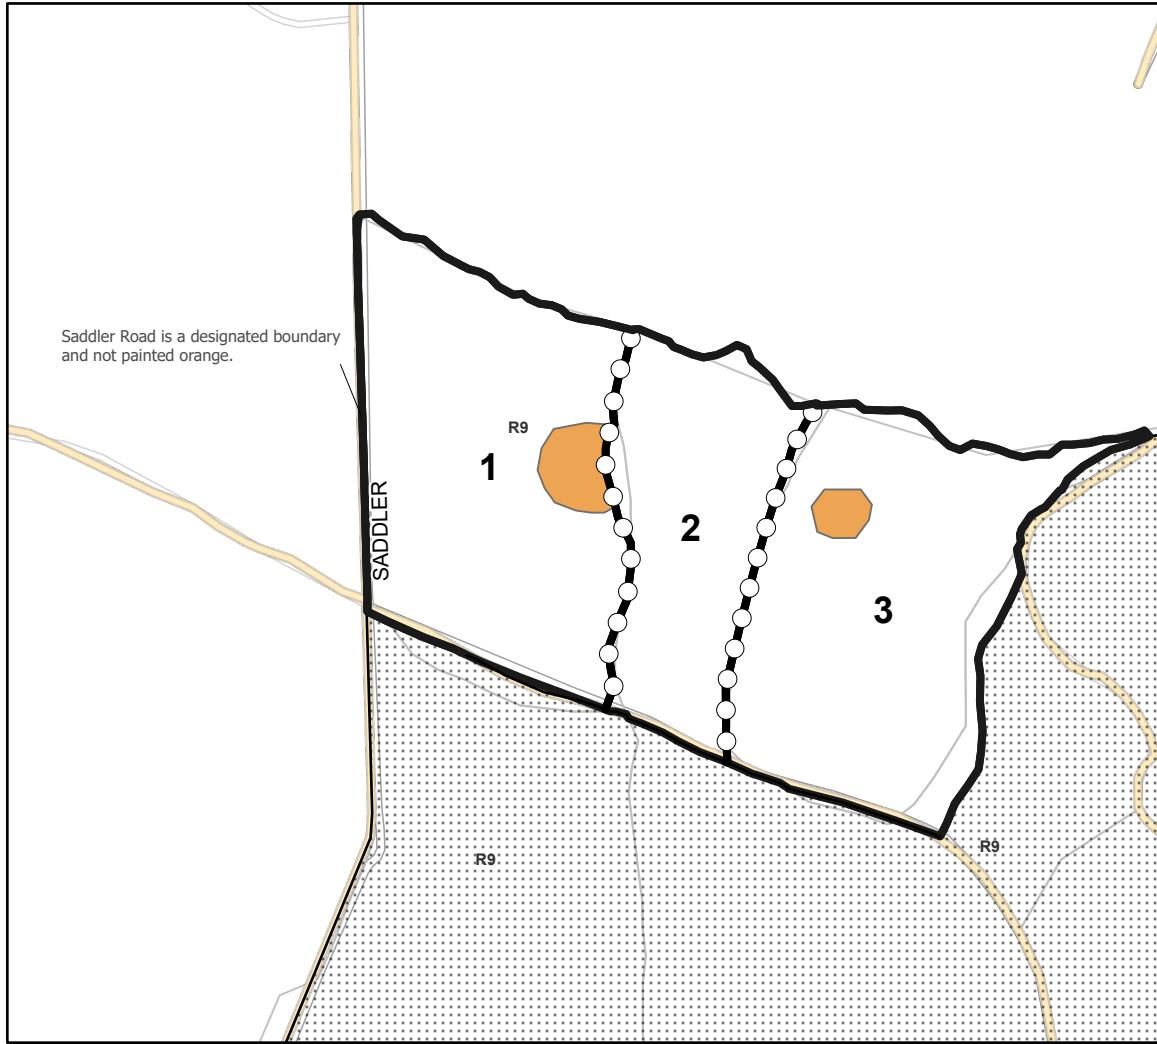 Saddler Road is a designated boundary
and not painted orange.
R9
1
SADDLER
2
3
R9
R9